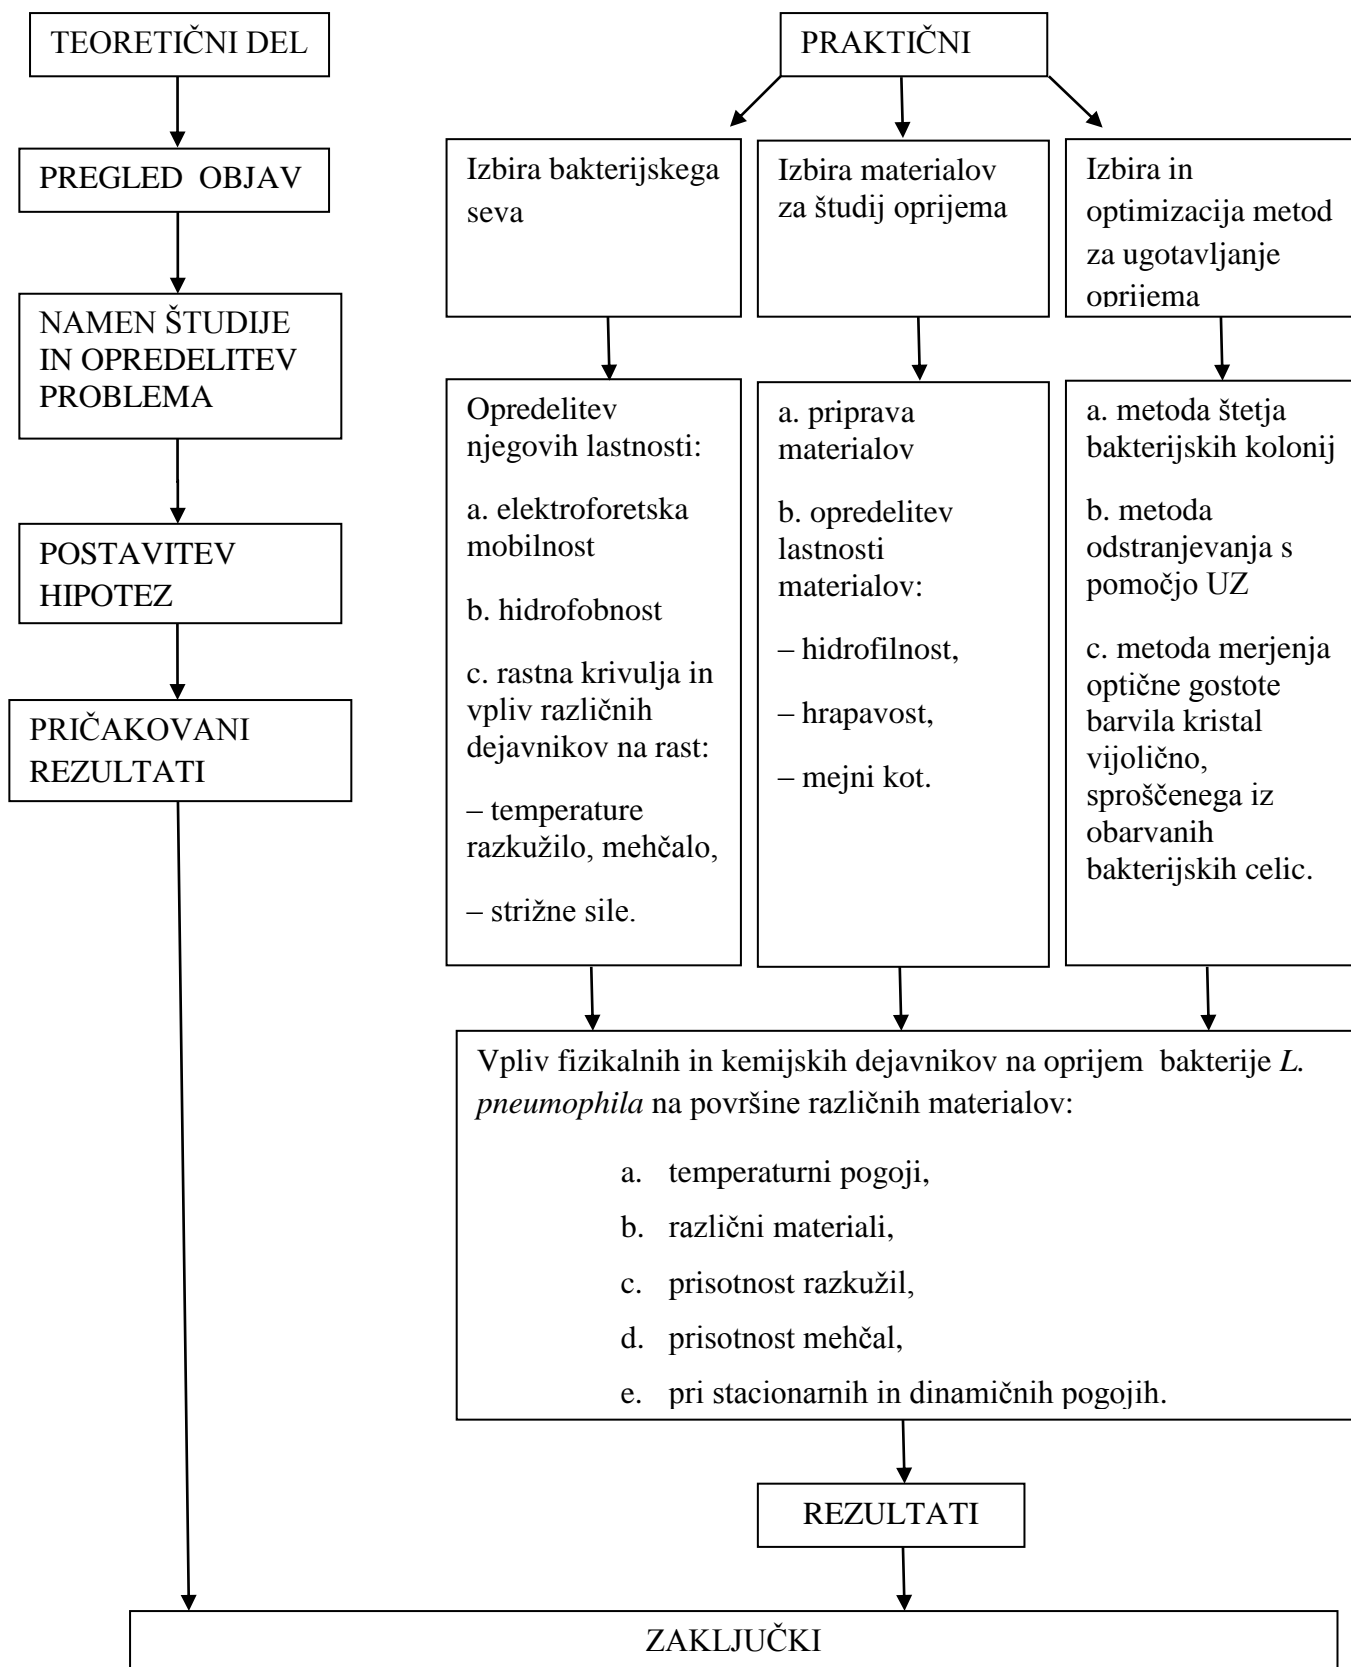 TEORETIČNI DEL
PREGLED OBJAV
NAMEN ŠTUDIJE
IN OPREDELITEV
PROBLEMA
POSTAVITEV
HIPOTEZ
PRIČAKOVANI
REZULTATI
PRAKTIČNI
Izbira bakterijskega
seva
Izbira materialov
za študij oprijema
Izbira in
optimizacija metod
za ugotavljanje
oprijema
Opredelitev
njegovih lastnosti:
a. elektroforetska
mobilnost
b. hidrofobnost
c. rastna krivulja in
vpliv različnih
dejavnikov na rast:
– temperature
razkužilo, mehčalo,
– strižne sile.
a. priprava
materialov
b. opredelitev
lastnosti
materialov:
– hidrofilnost,
– hrapavost,
– mejni kot.
a. metoda štetja
bakterijskih kolonij
b. metoda
odstranjevanja s
pomočjo UZ
c. metoda merjenja
optične gostote
barvila kristal
vijolično,
sproščenega iz
obarvanih
bakterijskih celic.
Vpliv fizikalnih in kemijskih dejavnikov na oprijem bakterije L.
pneumophila na površine različnih materialov:
a. temperaturni pogoji,
b. različni materiali,
c. prisotnost razkužil,
d. prisotnost mehčal,
e. pri stacionarnih in dinamičnih pogojih.
REZULTATI
ZAKLJUČKI